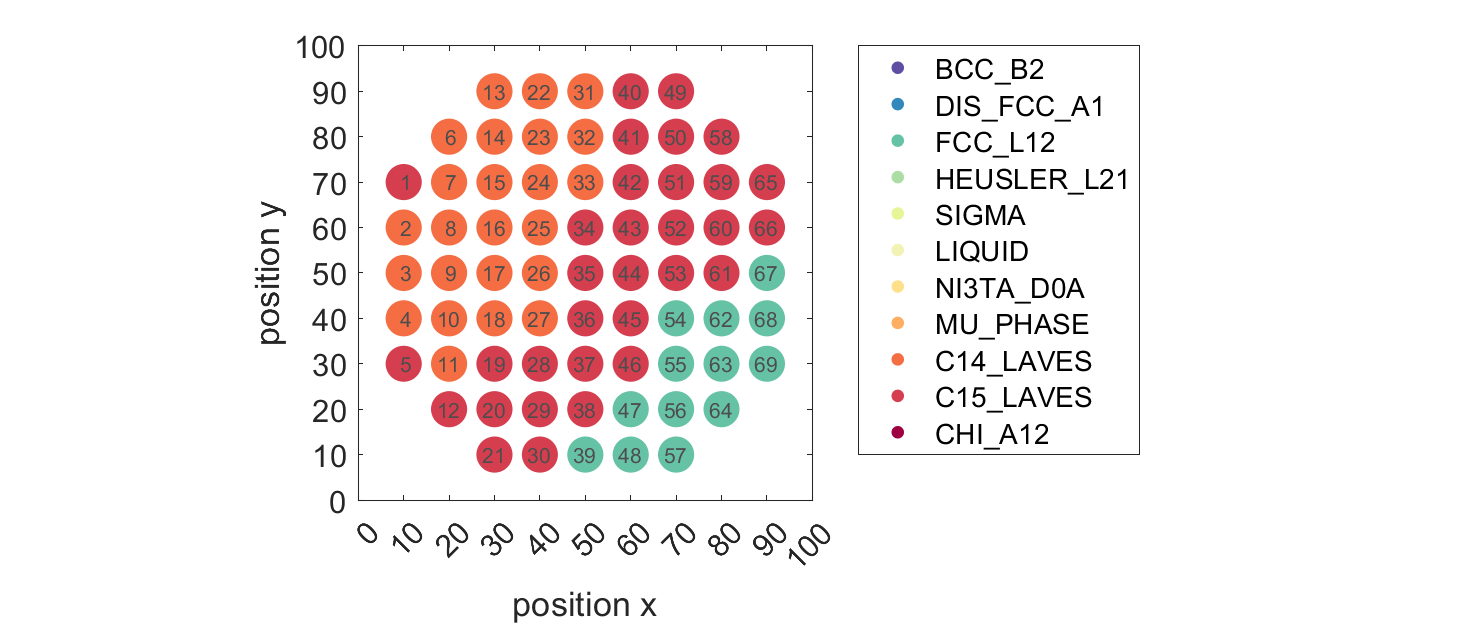 100
90
80
70
60
50
40
30
20
10
0
position y
13 22 31 40 49
6 14 23 32 41 50 58
1 7 15 24 33 42 51 59 65
2 8 16 25 34 43 52 60 66
3 9 17 26 35 44 53 61 67
4 10 18 27 36 45 54 62 68
5 11 19 28 37 46 55 63 69
12 20 29 38 47 56 64
21 30 39 48 57
0 10 20 30 40 50 60 70 80 90 100
position x
BCC_B2
DIS_FCC_A1
FCC_L12
HEUSLER_L21
SIGMA
LIQUID
NI3TA_D0A
MU_PHASE
C14_LAVES
C15_LAVES
CHI_A12